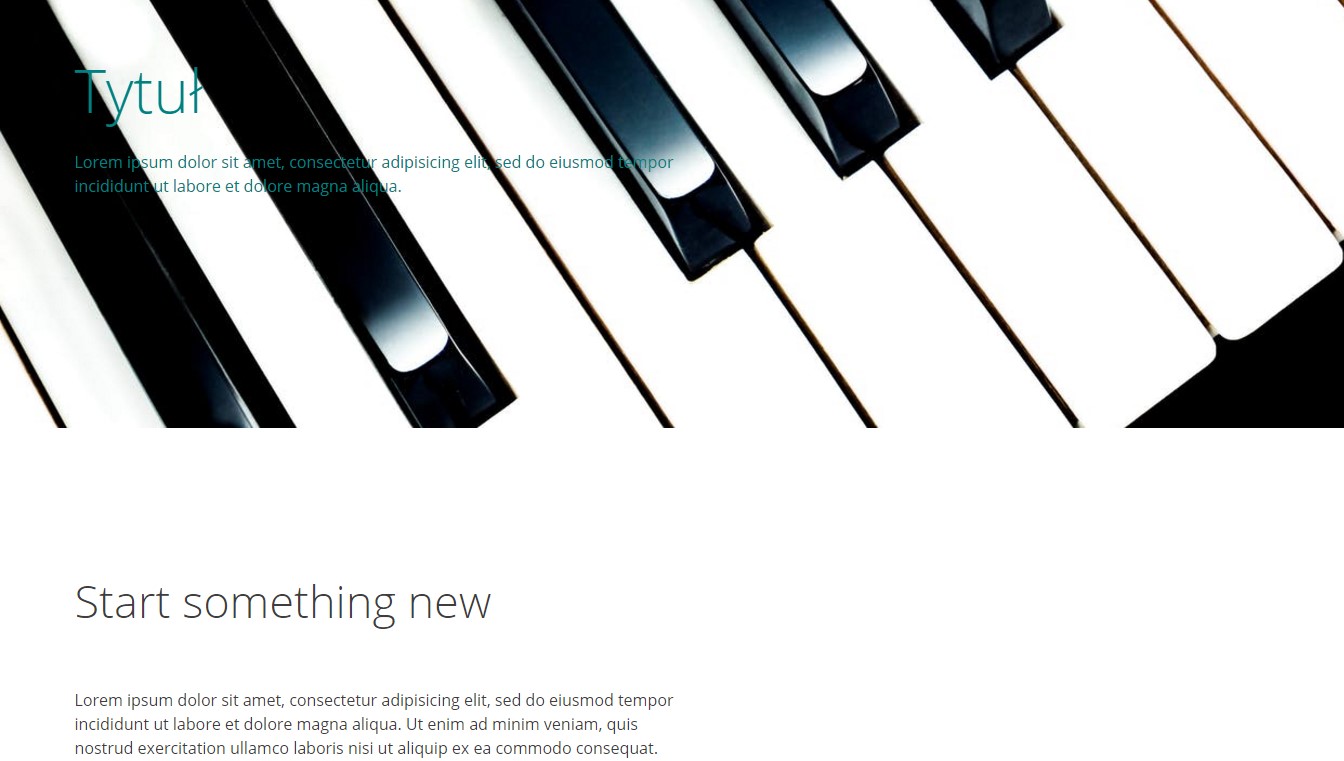 Tytuł
Lorem ipsum dolor sit amet, consectetur adipisicing elit, sed do eiusmod tempor
incididunt ut labore et dolore magna aliqua.
Start something new
Lorem ipsum dolor sit amet, consectetur adipisicing elit, sed do eiusmod tempor
incididunt ut labore et dolore magna aliqua. Ut enim ad minim veniam, quis
nostrud exercitation ullamco laboris nisi ut aliquip ex ea commodo consequat.